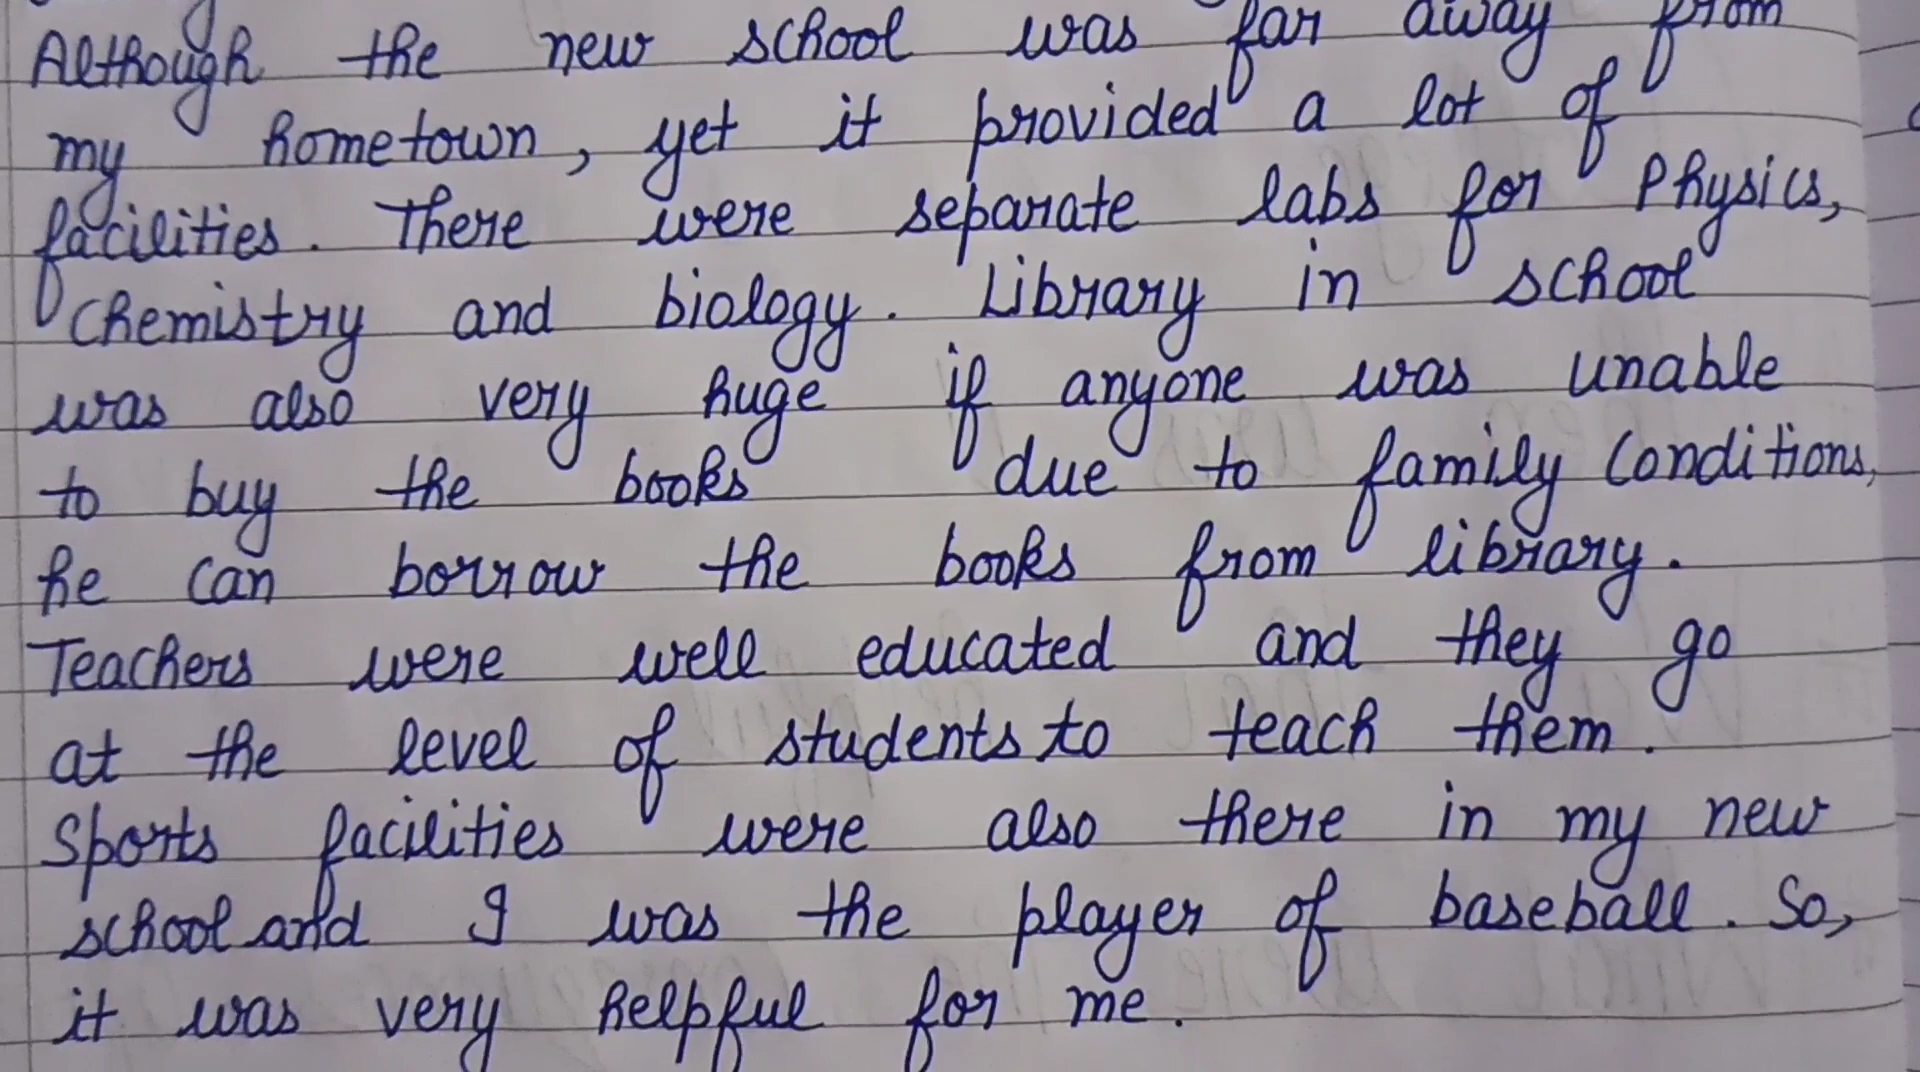 Although the new school was far away from
my hometown, yet it provided a lot of
facilities. There were separate labs for Physics,
Chemistry and biology. Library in school
was also very huge if anyone was unable
to buy the books due to family Conditions,
he can borrow the books from library.
Teachers were well educated and they go
at the level of students to teach them.
Sports facilities were also there in my new
school and I was the player of baseball. So,
it was very helpful for me.